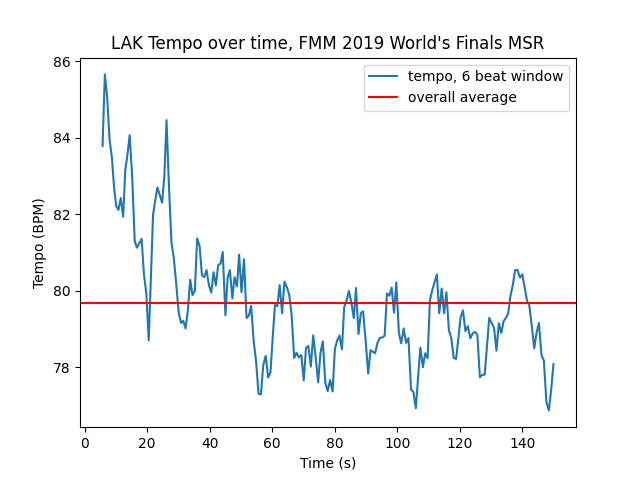 LAK Tempo over time, FMM 2019 World's Finals MSR
tempo, 6 beat window
overall average
86
84
82
80
78
Tempo (BPM)
0 20 40 60 80 100 120 140
Time (s)